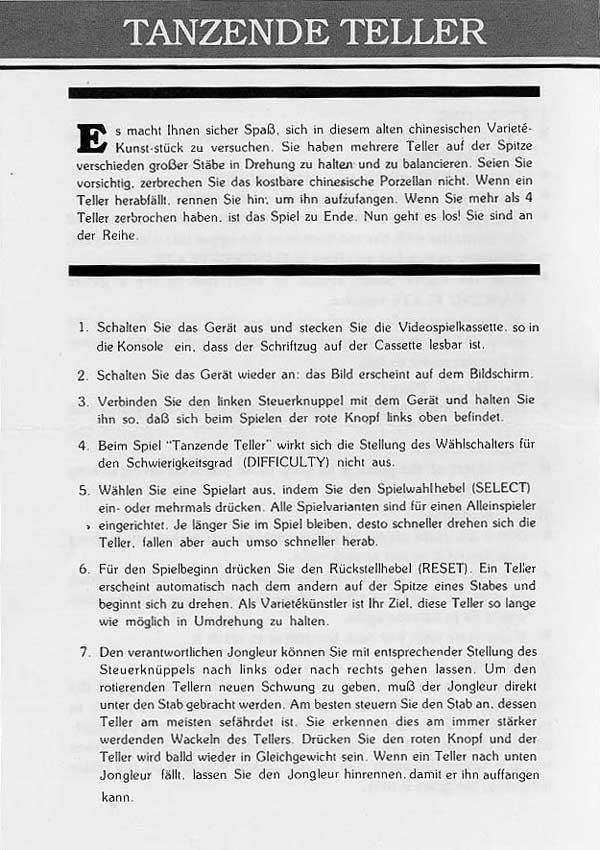 TANZENDE TELLER
Es macht Ihnen sicher Spaß, sich in diesem alten chinesischen Varieté-
Kunst-stück zu versuchen. Sie haben mehrere Teller auf der Spitze
verschieden großer Stäbe in Drehung zu halten und zu balancieren. Seien Sie
vorsichtig, zerbrechen Sie das kostbare chinesische Porzellan nicht. Wenn ein
Teller herabfällt, rennen Sie hin, um ihn aufzufangen. Wenn Sie mehr als 4
Teller zerbrochen haben, ist das Spiel zu Ende. Nun geht es los! Sie sind an
der Reihe.
1. Schalten Sie das Gerät aus und stecken Sie die Videospielkassette, so in
die Konsole ein, dass der Schriftzug auf der Cassette lesbar ist.
2. Schalten Sie das Gerät wieder an: das Bild erscheint auf dem Bildschirm.
3. Verbinden Sie den linken Steuerknuppel mit dem Gerät und halten Sie
ihn so, daß sich beim Spielen der rote Knopf links oben befindet.
4. Beim Spiel "Tanzende Teller" wirkt sich die Stellung des Wählschalters für
den Schwierigkeitsgrad (DIFFICULTY) nicht aus.
5. Wählen Sie eine Spielart aus, indem Sie den Spielwahlhebel (SELECT)
ein- oder mehrmals drücken. Alle Spielvarianten sind für einen Alleinspieler
eingerichtet. Je länger Sie im Spiel bleiben, desto schneller drehen sich die
Teller, fallen aber auch umso schneller herab.
6. Für den Spielbeginn drücken Sie den Rückstellhebel (RESET). Ein Teller
erscheint automatisch nach dem andern auf der Spitze eines Stabes und
beginnt sich zu drehen. Als Varietékünstler ist Ihr Ziel, diese Teller so lange
wie möglich in Umdrehung zu halten.
7. Den verantwortlichen Jongleur können Sie mit entsprechender Stellung des
Steuerknüppels nach links oder nach rechts gehen lassen. Um den
rotierenden Tellern neuen Schwung zu geben, muß der Jongleur direkt
unter den Stab gebracht werden. Am besten steuern Sie den Stab an, dessen
Teller am meisten sefährdet ist. Sie erkennen dies am immer stärker
werdenden Wackeln des Tellers. Drücken Sie den roten Knopf und der
Teller wird balld wieder in Gleichgewicht sein. Wenn ein Teller nach unten
Jongleur fällt, lassen Sie den Jongleur hinrennen, damit er ihn auffangen
kann.